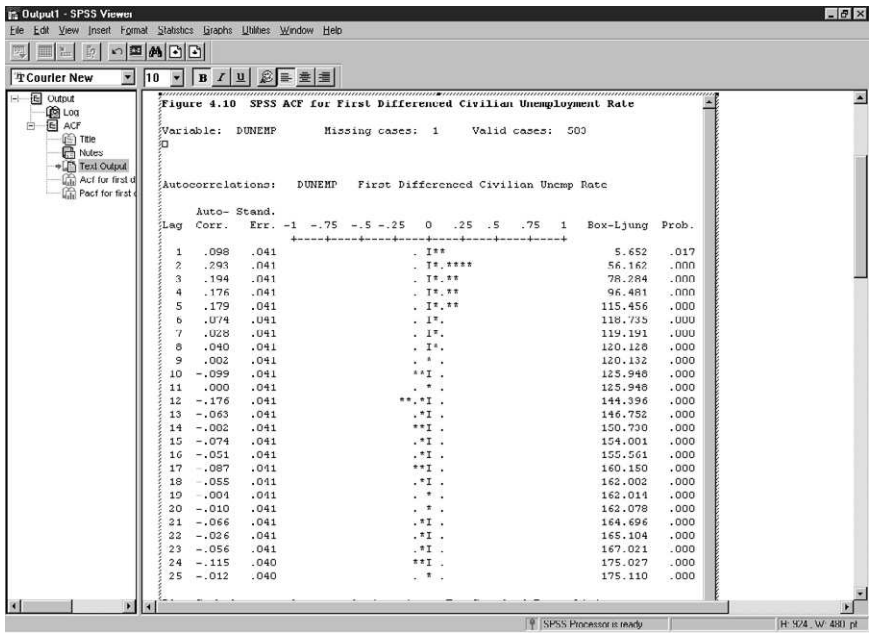 Output1 - SPSS Viewer
File Edit View Insert Format Statistics Graphs Utilities Window Help
Courier New 10 B I U
Output
Log
ACF
Title
Notes
Text Output
Acf for first d
Pacf for first d
Figure 4.10 SPSS ACF for First Differenced Civilian Unemployment Rate
Variable: DUNEMP Missing cases: 1 Valid cases: 503
Autocorrelations: DUNEMP First Differenced Civilian Unemp Rate
Auto- Stand.
Lag Corr. Err. -1 -.75 -.5 -.25 0 .25 .5 .75 1 Box-Ljung Prob.
+----+----+----+----+----+----+----+----+
1 .098 .041 . I** 5.652 .017
2 .293 .041 . I*.**** 56.162 .000
3 .194 .041 . I*.** 78.284 .000
4 .176 .041 . I*.** 96.481 .000
5 .179 .041 . I*.** 115.456 .000
6 .074 .041 . I*. 118.735 .000
7 .028 .041 . I*. 119.191 .000
8 .040 .041 . I*. 120.128 .000
9 .002 .041 . * . 120.132 .000
10 -.099 .041 **I . 125.948 .000
11 .000 .041 . * . 125.948 .000
12 -.176 .041 **.*I . 144.396 .000
13 -.063 .041 .*I . 146.752 .000
14 -.002 .041 **I . 150.730 .000
15 -.074 .041 .*I . 154.001 .000
16 -.051 .041 .*I . 155.561 .000
17 -.087 .041 **I . 160.150 .000
18 -.055 .041 .*I . 162.002 .000
19 -.004 .041 . * . 162.014 .000
20 -.010 .041 . * . 162.078 .000
21 -.066 .041 .*I . 164.696 .000
22 -.026 .041 .*I . 165.104 .000
23 -.056 .041 .*I . 167.021 .000
24 -.115 .040 **I . 175.027 .000
25 -.012 .040 . * . 175.110 .000
SPSS Processor is ready H: 924 , W: 480 pt